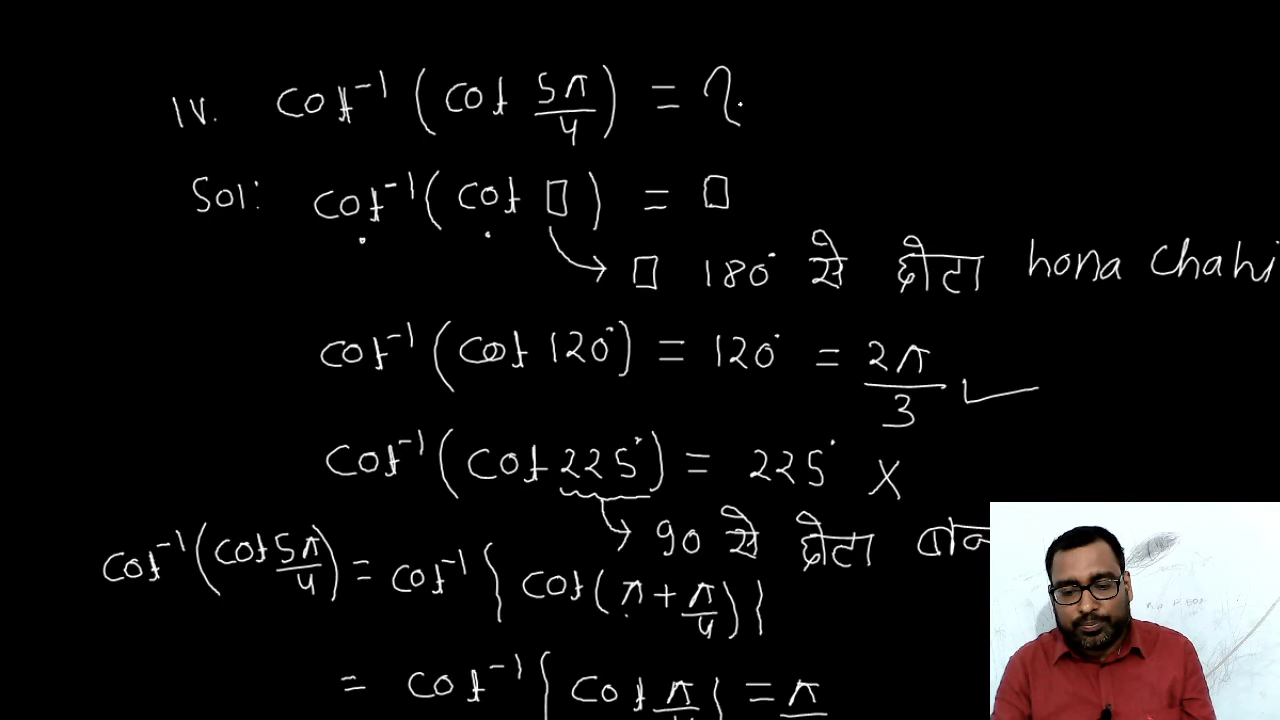 IV. cot⁻¹(cot 5π/4) = ?
Sol: cot⁻¹(cot □) = □
→ □ 180° से छोटा hona chahi
cot⁻¹(cot 120°) = 120° = 2π/3 ✓
cot⁻¹(cot 225°) = 225° X
→ 90 से छोटा
cot⁻¹(cot 5π/4) = cot⁻¹{cot(π + π/4)}
= cot⁻¹{cot π/4} = π